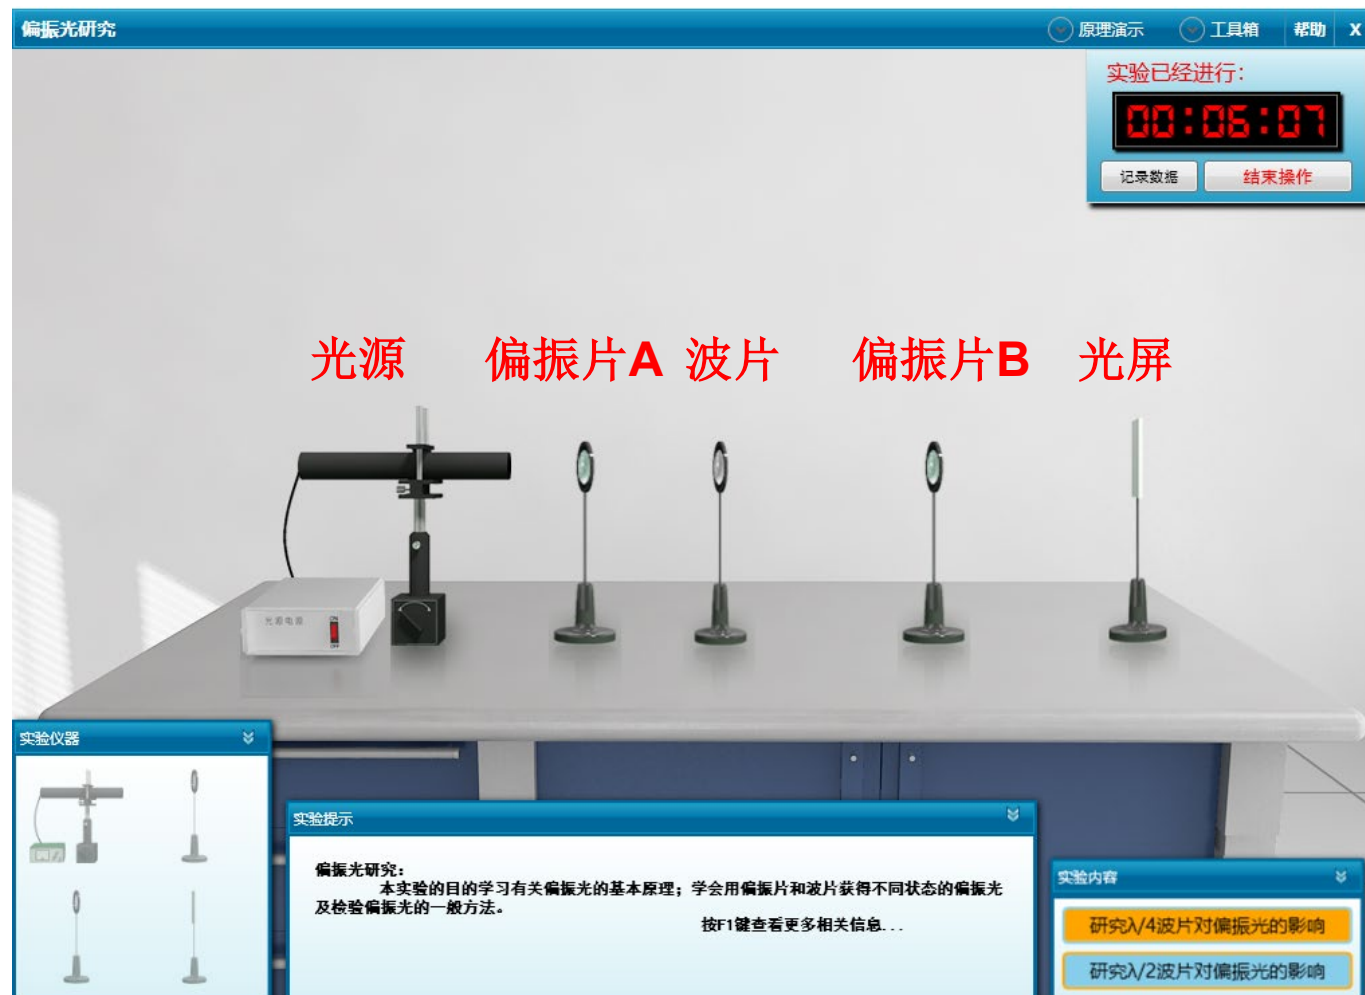 偏振光研究
原理演示
工具箱
帮助
X
实验已经进行：
00:06:07
记录数据
结束操作
光源 偏振片A 波片 偏振片B 光屏
光源电源
ON
OFF
实验仪器
实验提示
偏振光研究：
本实验的目的学习有关偏振光的基本原理；学会用偏振片和波片获得不同状态的偏振光
及检验偏振光的一般方法。
按F1键查看更多相关信息...
实验内容
研究λ/4波片对偏振光的影响
研究λ/2波片对偏振光的影响